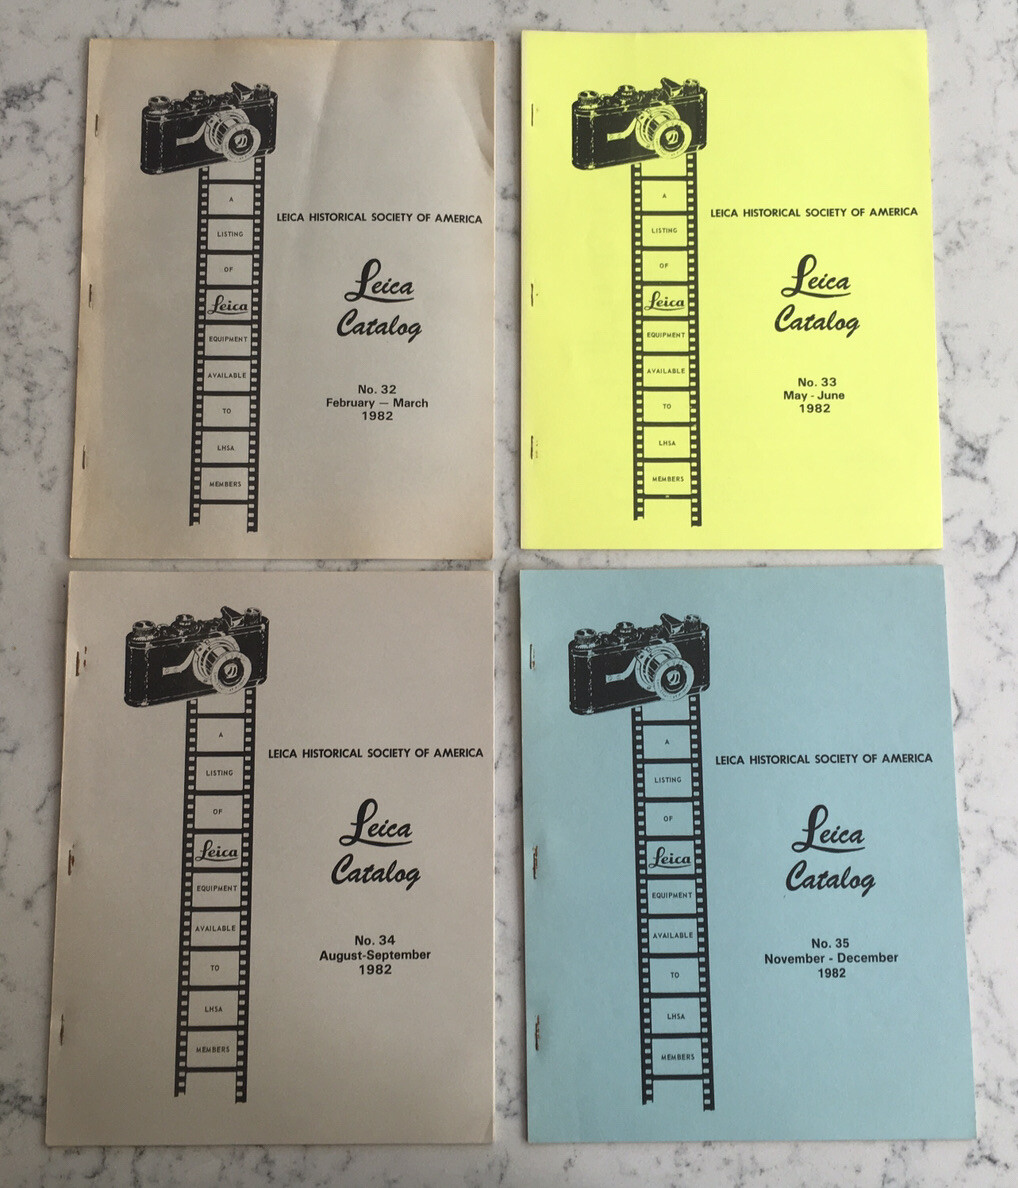 LEICA HISTORICAL SOCIETY OF AMERICA
Leica
Catalog
No. 32
February — March
1982
A
LISTING
OF
Leica
EQUIPMENT
AVAILABLE
TO
LHSA
MEMBERS
LEICA HISTORICAL SOCIETY OF AMERICA
Leica
Catalog
No. 33
May - June
1982
A
LISTING
OF
Leica
EQUIPMENT
AVAILABLE
TO
LHSA
MEMBERS
LEICA HISTORICAL SOCIETY OF AMERICA
Leica
Catalog
No. 34
August-September
1982
A
LISTING
OF
Leica
EQUIPMENT
AVAILABLE
TO
LHSA
MEMBERS
LEICA HISTORICAL SOCIETY OF AMERICA
Leica
Catalog
No. 35
November - December
1982
A
LISTING
OF
Leica
EQUIPMENT
AVAILABLE
TO
LHSA
MEMBERS